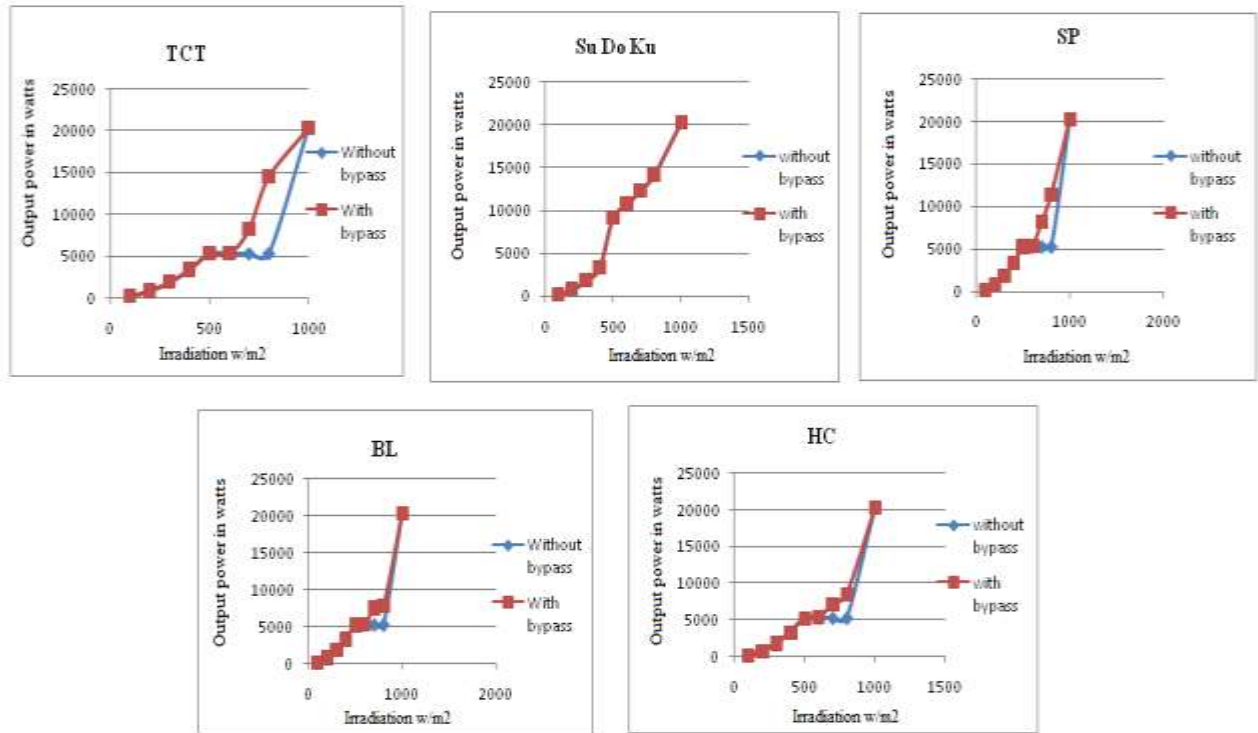 TCT
Output power in watts
25000
20000
15000
10000
5000
0
0 500 1000
Irradiation w/m2
Without
bypass
With
bypass
Su Do Ku
Output power in watts
25000
20000
15000
10000
5000
0
0 500 1000 1500
Irradiation w/m2
without
bypass
with
bypass
SP
Output power in watts
25000
20000
15000
10000
5000
0
0 1000 2000
Irradiation w/m2
without
bypass
with
bypass
BL
Output power in watts
25000
20000
15000
10000
5000
0
0 1000 2000
Irradiation w/m2
Without
bypass
With
bypass
HC
Output power in watts
25000
20000
15000
10000
5000
0
0 500 1000 1500
Irradiation w/m2
without
bypass
with
bypass